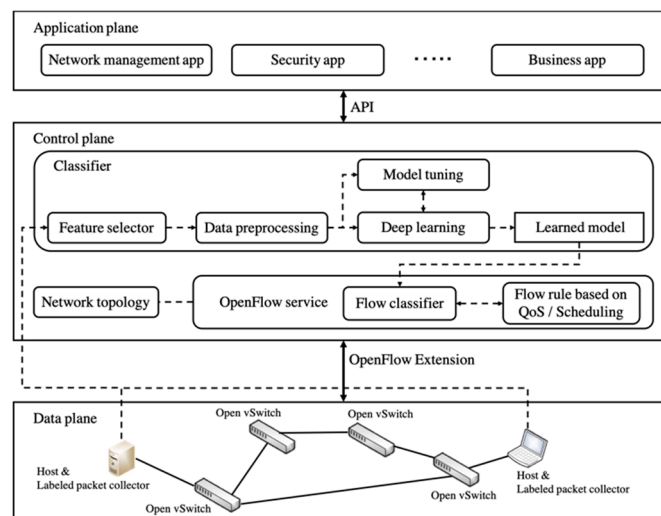 Application plane
Network management app
Security app
Business app
API
Control plane
Classifier
Model tuning
Feature selector
Data preprocessing
Deep learning
Learned model
Network topology
OpenFlow service
Flow classifier
Flow rule based on
QoS / Scheduling
OpenFlow Extension
Data plane
Open vSwitch
Open vSwitch
Host &
Labeled packet collector
Open vSwitch
Open vSwitch
Host &
Labeled packet collector